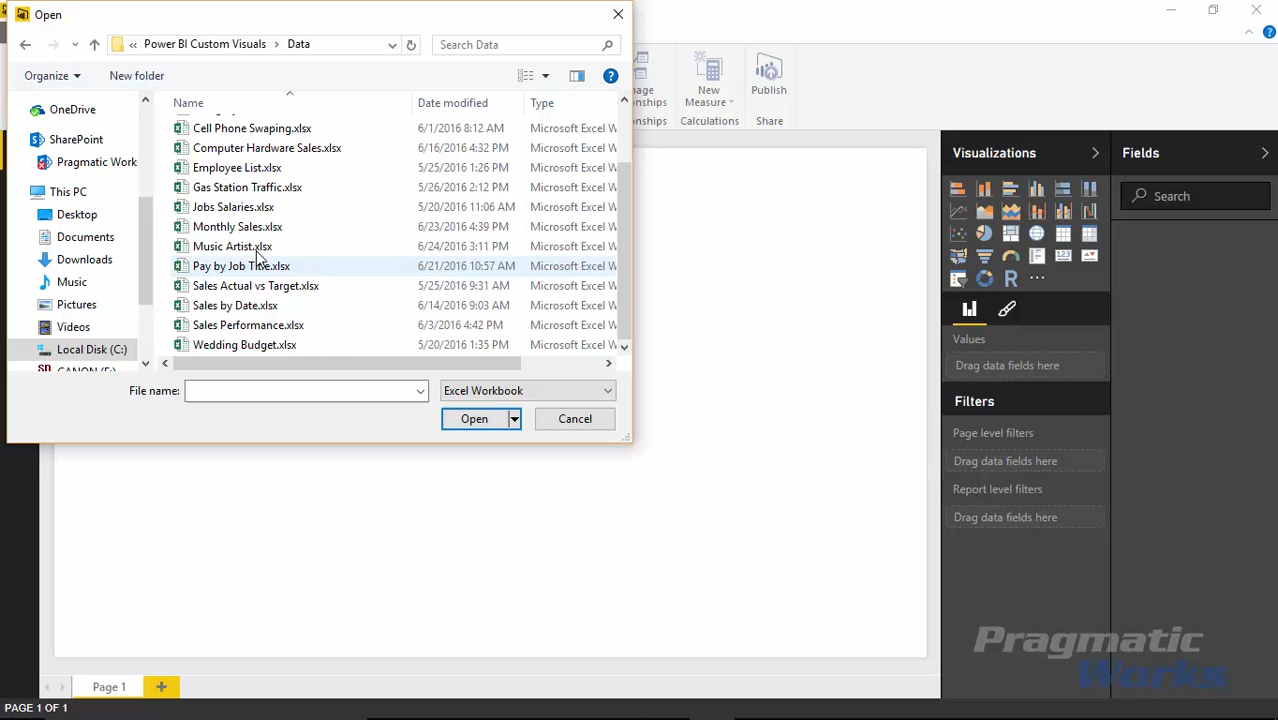 Open
Power BI Custom Visuals
Data
Search Data
Organize
New folder
Name
Date modified
Type
OneDrive
SharePoint
Pragmatic Work
This PC
Desktop
Documents
Downloads
Music
Pictures
Videos
Local Disk (C:)
Cell Phone Swaping.xlsx 6/1/2016 8:12 AM Microsoft Excel W
Computer Hardware Sales.xlsx 6/16/2016 4:32 PM Microsoft Excel W
Employee List.xlsx 5/25/2016 1:26 PM Microsoft Excel W
Gas Station Traffic.xlsx 5/26/2016 2:12 PM Microsoft Excel W
Jobs Salaries.xlsx 5/20/2016 11:06 AM Microsoft Excel W
Monthly Sales.xlsx 6/23/2016 4:39 PM Microsoft Excel W
Music Artist.xlsx 6/24/2016 3:11 PM Microsoft Excel W
Pay by Job Title.xlsx 6/21/2016 10:57 AM Microsoft Excel W
Sales Actual vs Target.xlsx 5/25/2016 9:31 AM Microsoft Excel W
Sales by Date.xlsx 6/14/2016 9:03 AM Microsoft Excel W
Sales Performance.xlsx 6/3/2016 4:42 PM Microsoft Excel W
Wedding Budget.xlsx 5/20/2016 1:35 PM Microsoft Excel W
File name:
Excel Workbook
Open
Cancel
nage
onships
onships
New
Measure
Calculations
Publish
Share
Visualizations
Fields
Search
R
Values
Drag data fields here
Filters
Page level filters
Drag data fields here
Report level filters
Drag data fields here
Pragmatic
Works
Page 1
PAGE 1 OF 1